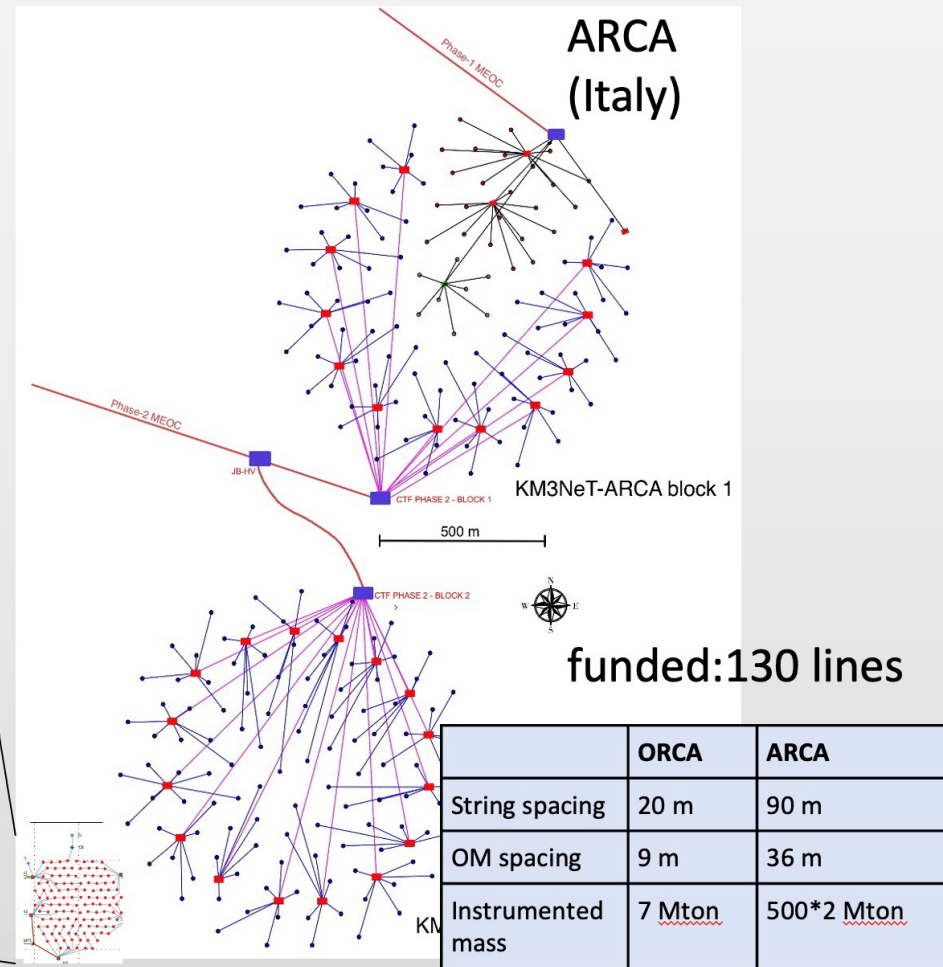 ARCA
(Italy)
Phase-1 MEOC
Phase-2 MEOC
JB-HV
CTF PHASE 2 - BLOCK 1
KM3NeT-ARCA block 1
500 m
CTF PHASE 2 - BLOCK 2
N
W
E
S
funded:130 lines
ORCA ARCA
String spacing 20 m 90 m
OM spacing 9 m 36 m
Instrumented mass 7 Mton 500*2 Mton
KM